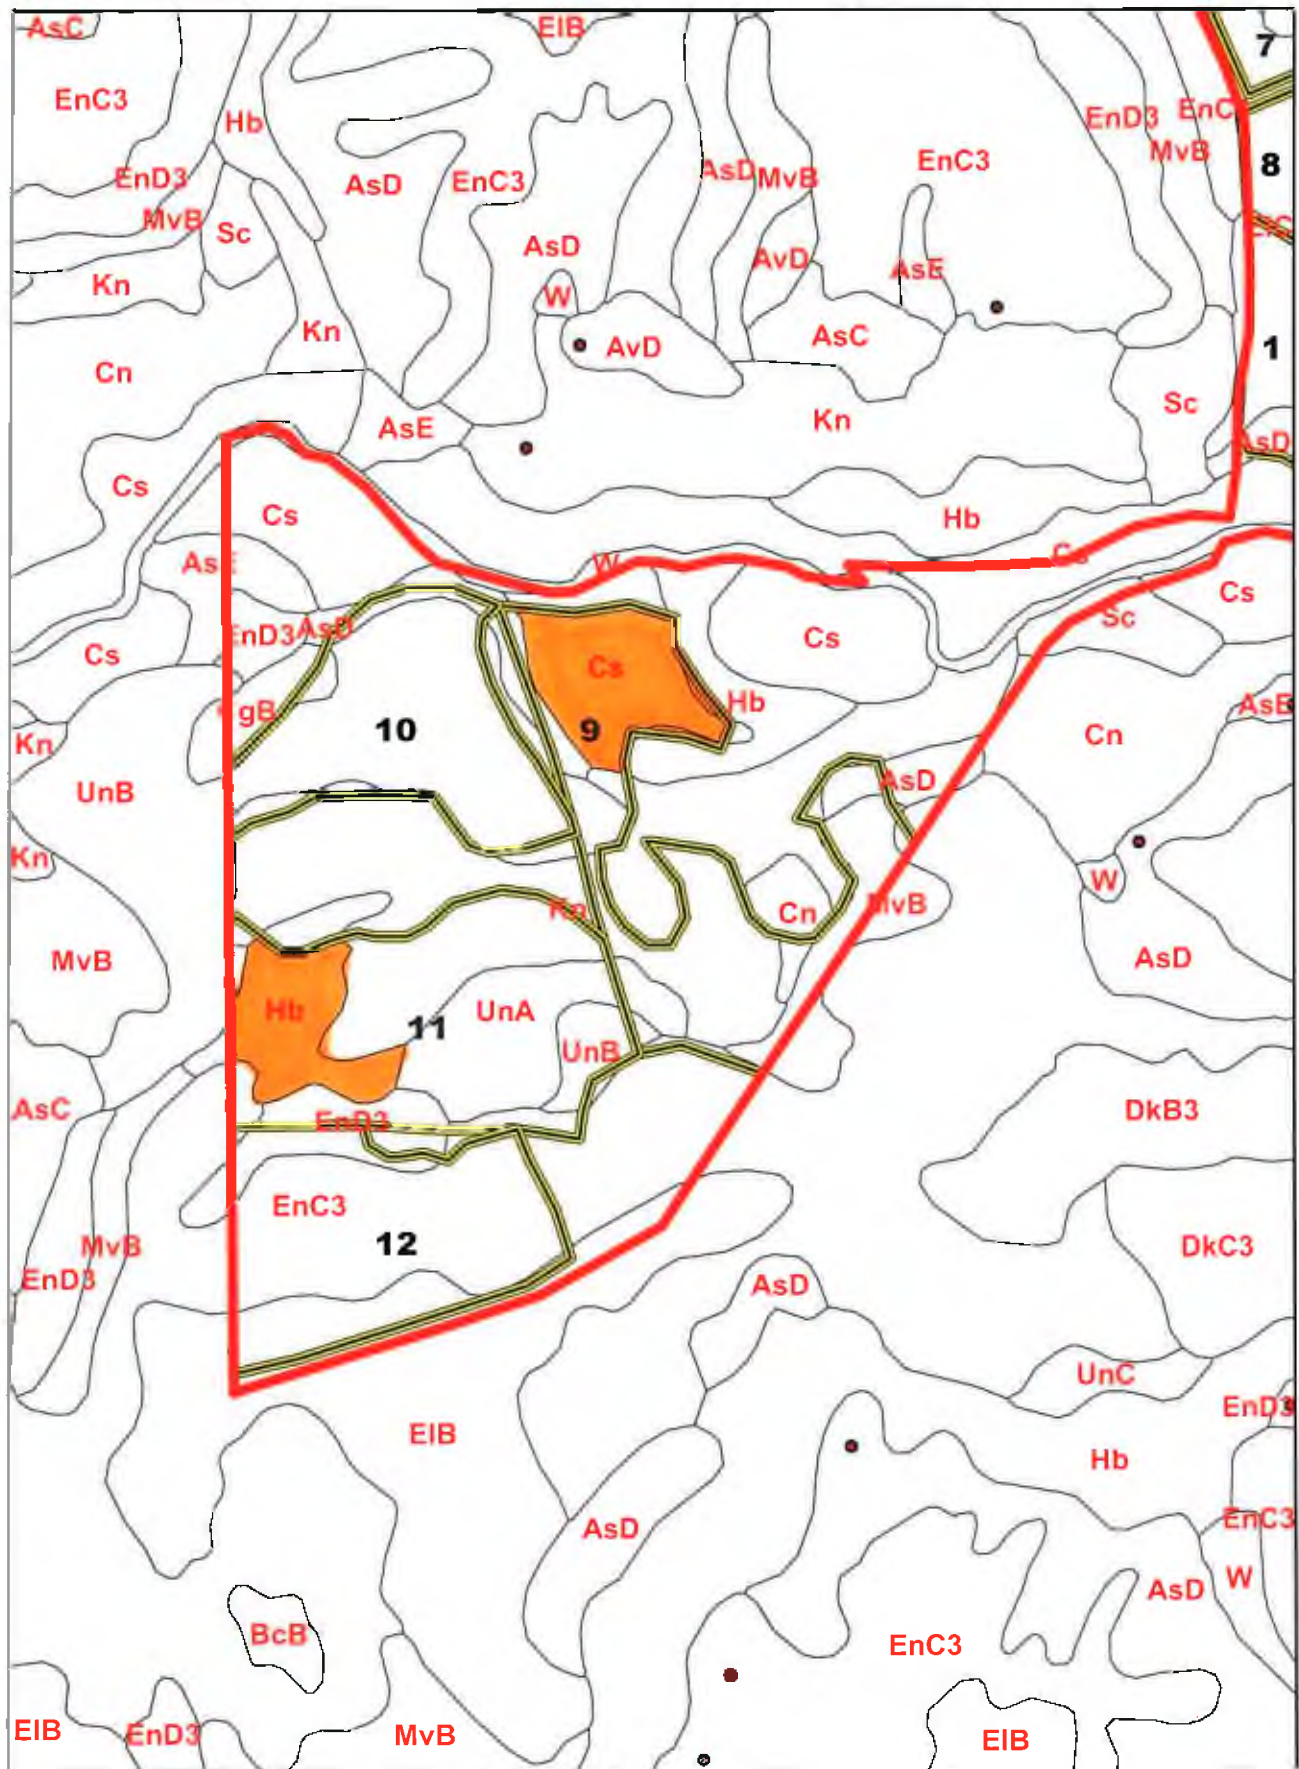 AsC
ElB
7
EnC3
Hb
EnD3
EnC
MvB
8
EnD3
AsD
EnC3
AsD
MvB
EnC3
MvB
Sc
AsD
AvD
AsE
Kn
W
Kn
AvD
AsC
1
Cn
Sc
AsE
Kn
AsD
Cs
Cs
Hb
W
Cs
AsE
Cs
EnD3
AsD
Cs
Sc
Cs
Cs
gB
Hb
AsE
Kn
10
9
Cn
UnB
AsD
Kn
W
Kn
Cn
MvB
MvB
AsD
Hb
11
UnA
UnB
AsC
EnD3
DkB3
EnC3
MvB
12
DkC3
EnD3
AsD
UnC
EnD3
ElB
Hb
AsD
EnC3
AsD
W
BcB
EnC3
ElB
EnD3
MvB
ElB